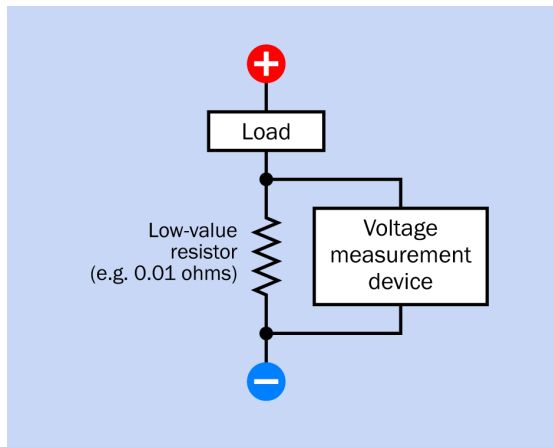 +
Load
Low-value
resistor
(e.g. 0.01 ohms)
Voltage
measurement
device
−